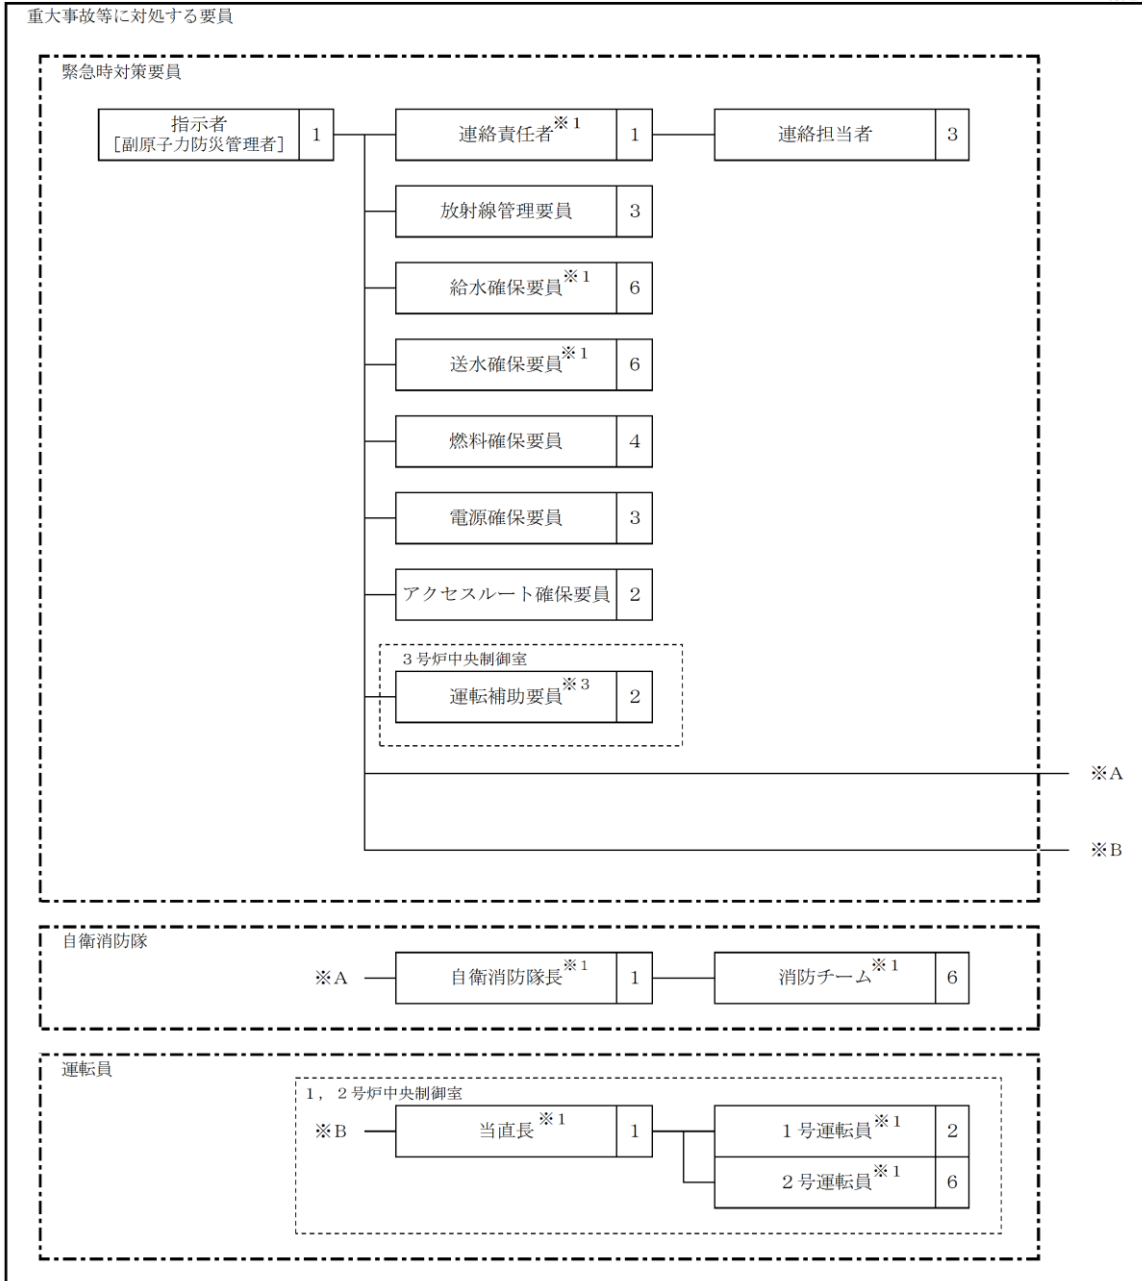 重大事故等に対処する要員
緊急時対策要員
指示者
[副原子力防災管理者]
1
連絡責任者※1
1
連絡担当者
3
放射線管理要員
3
給水確保要員※1
6
送水確保要員※1
6
燃料確保要員
4
電源確保要員
3
アクセスルート確保要員
2
3号炉中央制御室
運転補助要員※3
2
※A
※B
自衛消防隊
※A
自衛消防隊長※1
1
消防チーム※1
6
運転員
1,2号炉中央制御室
※B
当直長※1
1
1号運転員※1
2
2号運転員※1
6